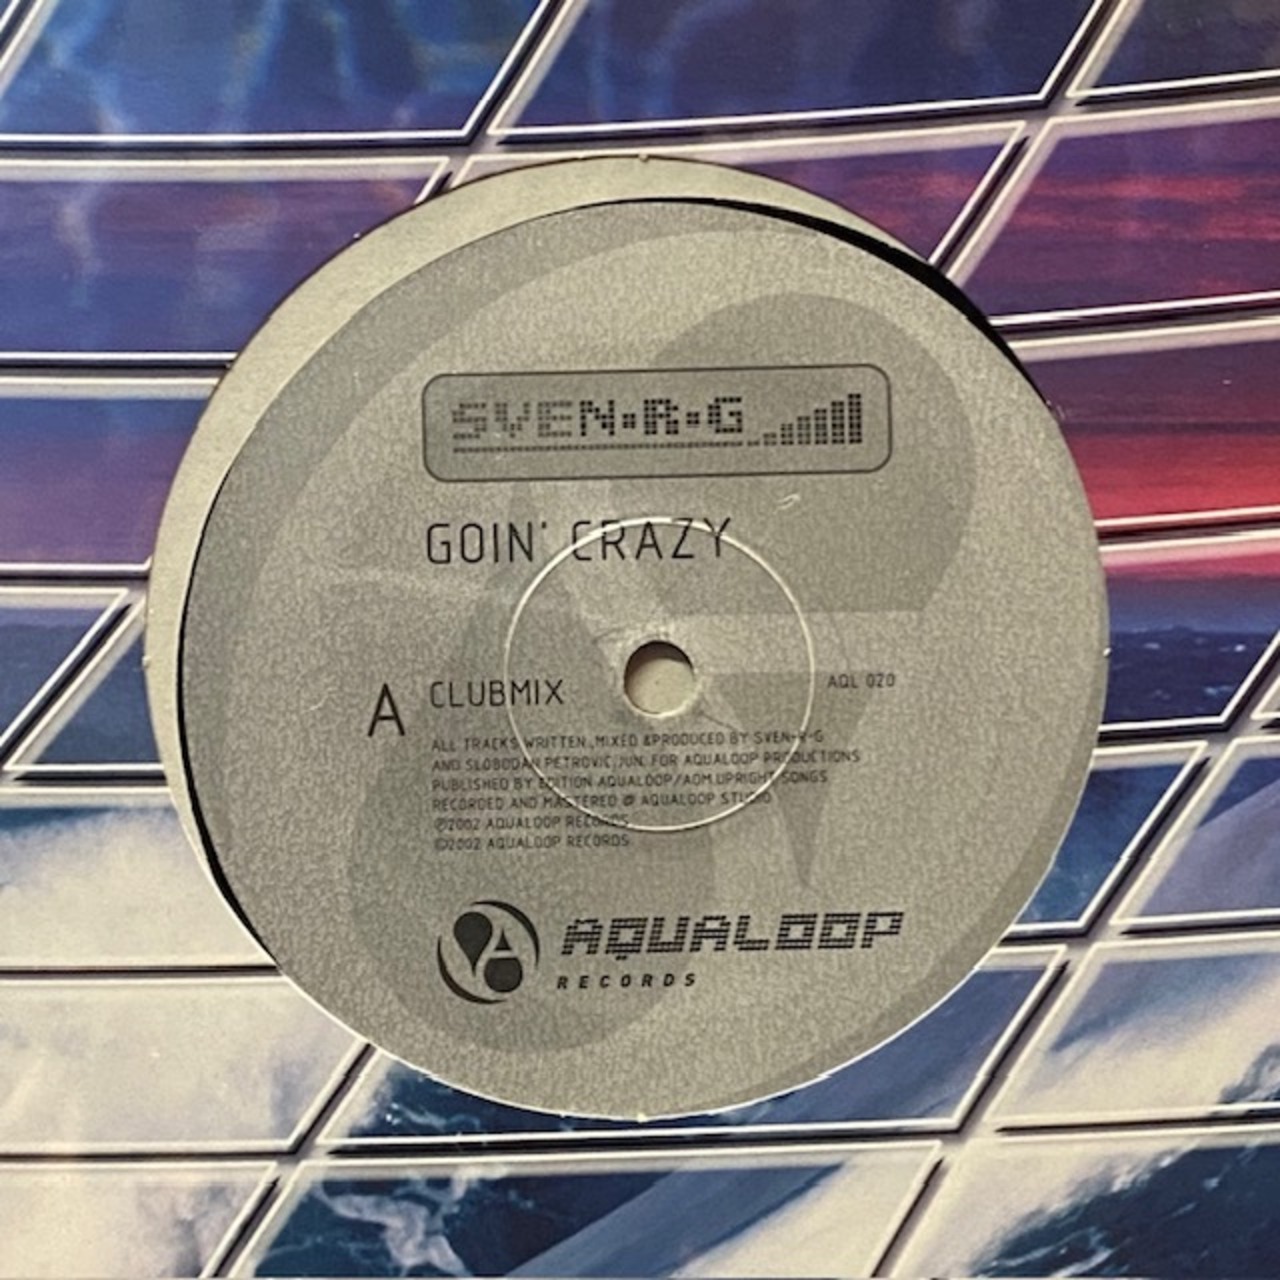 SVEN·R·G
GOIN' CRAZY
A CLUBMIX
AQL 020
ALL TRACKS WRITTEN, MIXED &PRODUCED BY SVEN-R-G
AND SLOBODAN PETROVIC JUN. FOR AQUALOOP PRODUCTIONS
PUBLISHED BY EDITION AQUALOOP/AOM.UPRIGHT SONGS
RECORDED AND MASTERED @ AQUALOOP STUDIO
℗2002 AQUALOOP RECORDS
©2002 AQUALOOP RECORDS
A
AQUALOOP
RECORDS